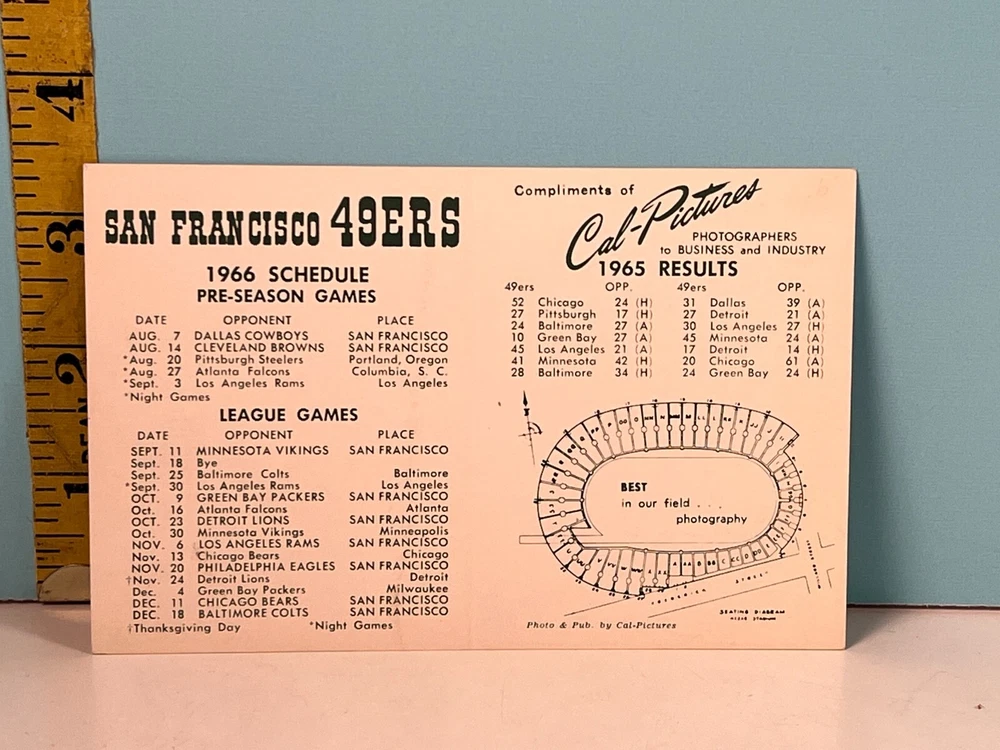 4
3
2
1
SAN FRANCISCO 49ERS
1966 SCHEDULE
PRE-SEASON GAMES
DATE OPPONENT PLACE
AUG. 7 DALLAS COWBOYS SAN FRANCISCO
AUG. 14 CLEVELAND BROWNS SAN FRANCISCO
*Aug. 20 Pittsburgh Steelers Portland, Oregon
*Aug. 27 Atlanta Falcons Columbia, S. C.
*Sept. 3 Los Angeles Rams Los Angeles
*Night Games
LEAGUE GAMES
DATE OPPONENT PLACE
SEPT. 11 MINNESOTA VIKINGS SAN FRANCISCO
Sept. 18 Bye
Sept. 25 Baltimore Colts Baltimore
*Sept. 30 Los Angeles Rams Los Angeles
OCT. 9 GREEN BAY PACKERS SAN FRANCISCO
Oct. 16 Atlanta Falcons Atlanta
OCT. 23 DETROIT LIONS SAN FRANCISCO
Oct. 30 Minnesota Vikings Minneapolis
NOV. 6 LOS ANGELES RAMS SAN FRANCISCO
Nov. 13 Chicago Bears Chicago
NOV. 20 PHILADELPHIA EAGLES SAN FRANCISCO
†Nov. 24 Detroit Lions Detroit
Dec. 4 Green Bay Packers Milwaukee
DEC. 11 CHICAGO BEARS SAN FRANCISCO
DEC. 18 BALTIMORE COLTS SAN FRANCISCO
†Thanksgiving Day *Night Games
Compliments of
Cal-Pictures
PHOTOGRAPHERS
to BUSINESS and INDUSTRY
1965 RESULTS
49ers OPP. 49ers OPP.
52 Chicago 24 (H) 31 Dallas 39 (A)
27 Pittsburgh 17 (H) 27 Detroit 21 (A)
24 Baltimore 27 (A) 30 Los Angeles 27 (H)
10 Green Bay 27 (A) 45 Minnesota 24 (A)
45 Los Angeles 21 (A) 17 Detroit 14 (H)
41 Minnesota 42 (H) 20 Chicago 61 (A)
28 Baltimore 34 (H) 24 Green Bay 24 (H)
BEST
in our field . . .
photography
FREDERICK STREET
SEATING DIAGRAM
KEZAR STADIUM
Photo & Pub. by Cal-Pictures